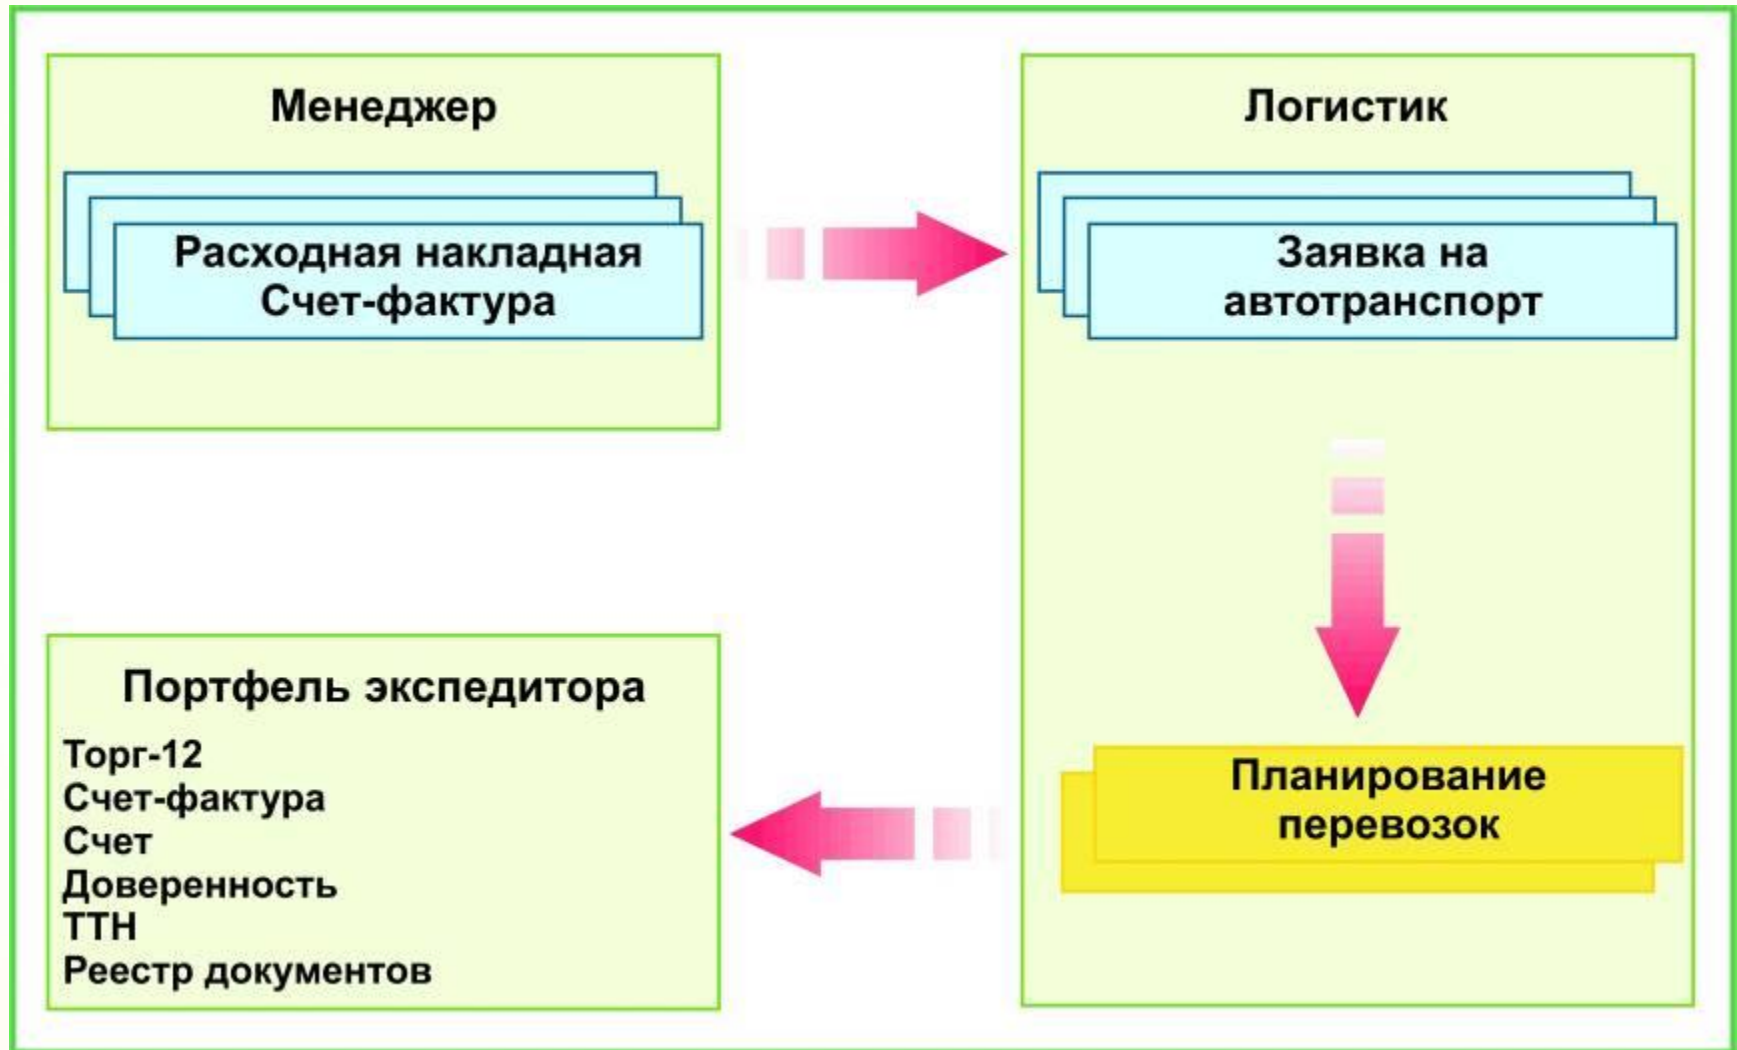 Менеджер
Расходная накладная
Счет-фактура
Логистик
Заявка на
автотранспорт
Планирование
перевозок
Портфель экспедитора
Торг-12
Счет-фактура
Счет
Доверенность
ТТН
Реестр документов